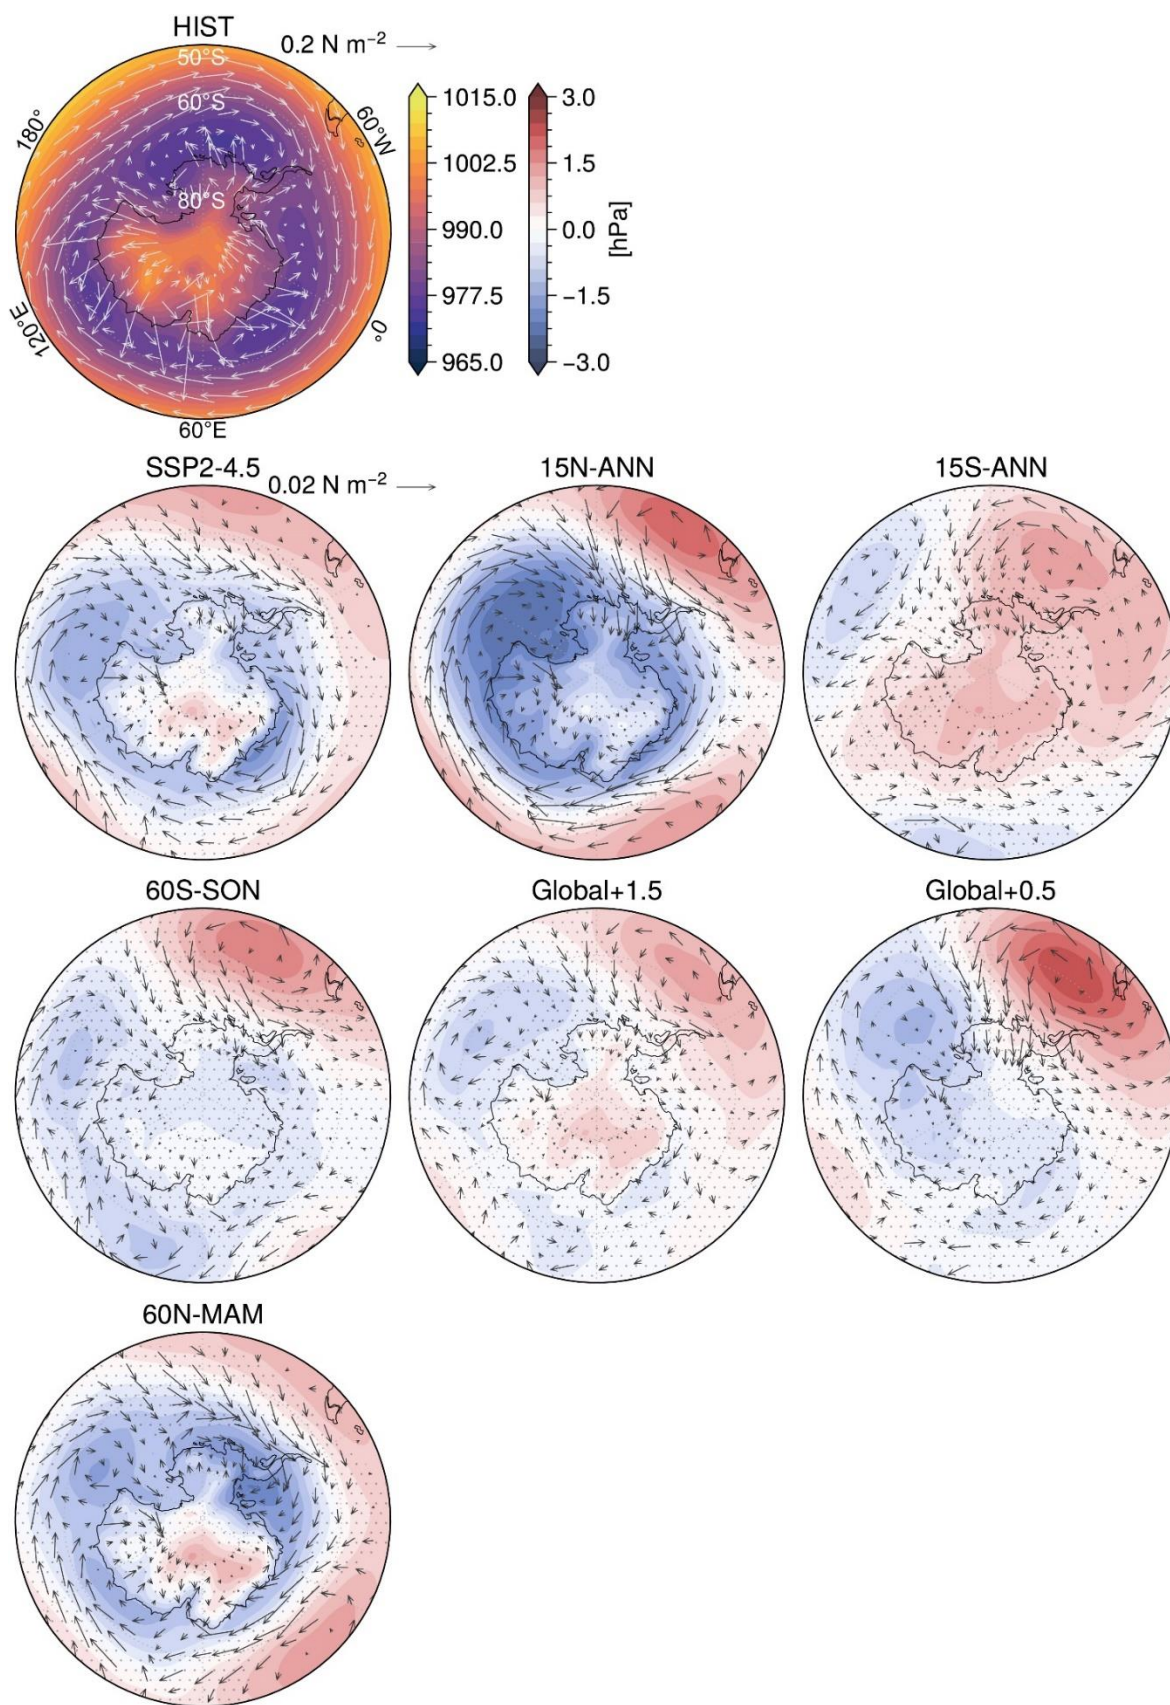 HIST
0.2 N m⁻²
50°S
60°S
80°S
180°
60°W
120°E
0°
60°E
1015.0
1002.5
990.0
977.5
965.0
3.0
1.5
0.0
−1.5
−3.0
[hPa]
SSP2-4.5
0.02 N m⁻²
15N-ANN
15S-ANN
60S-SON
Global+1.5
Global+0.5
60N-MAM